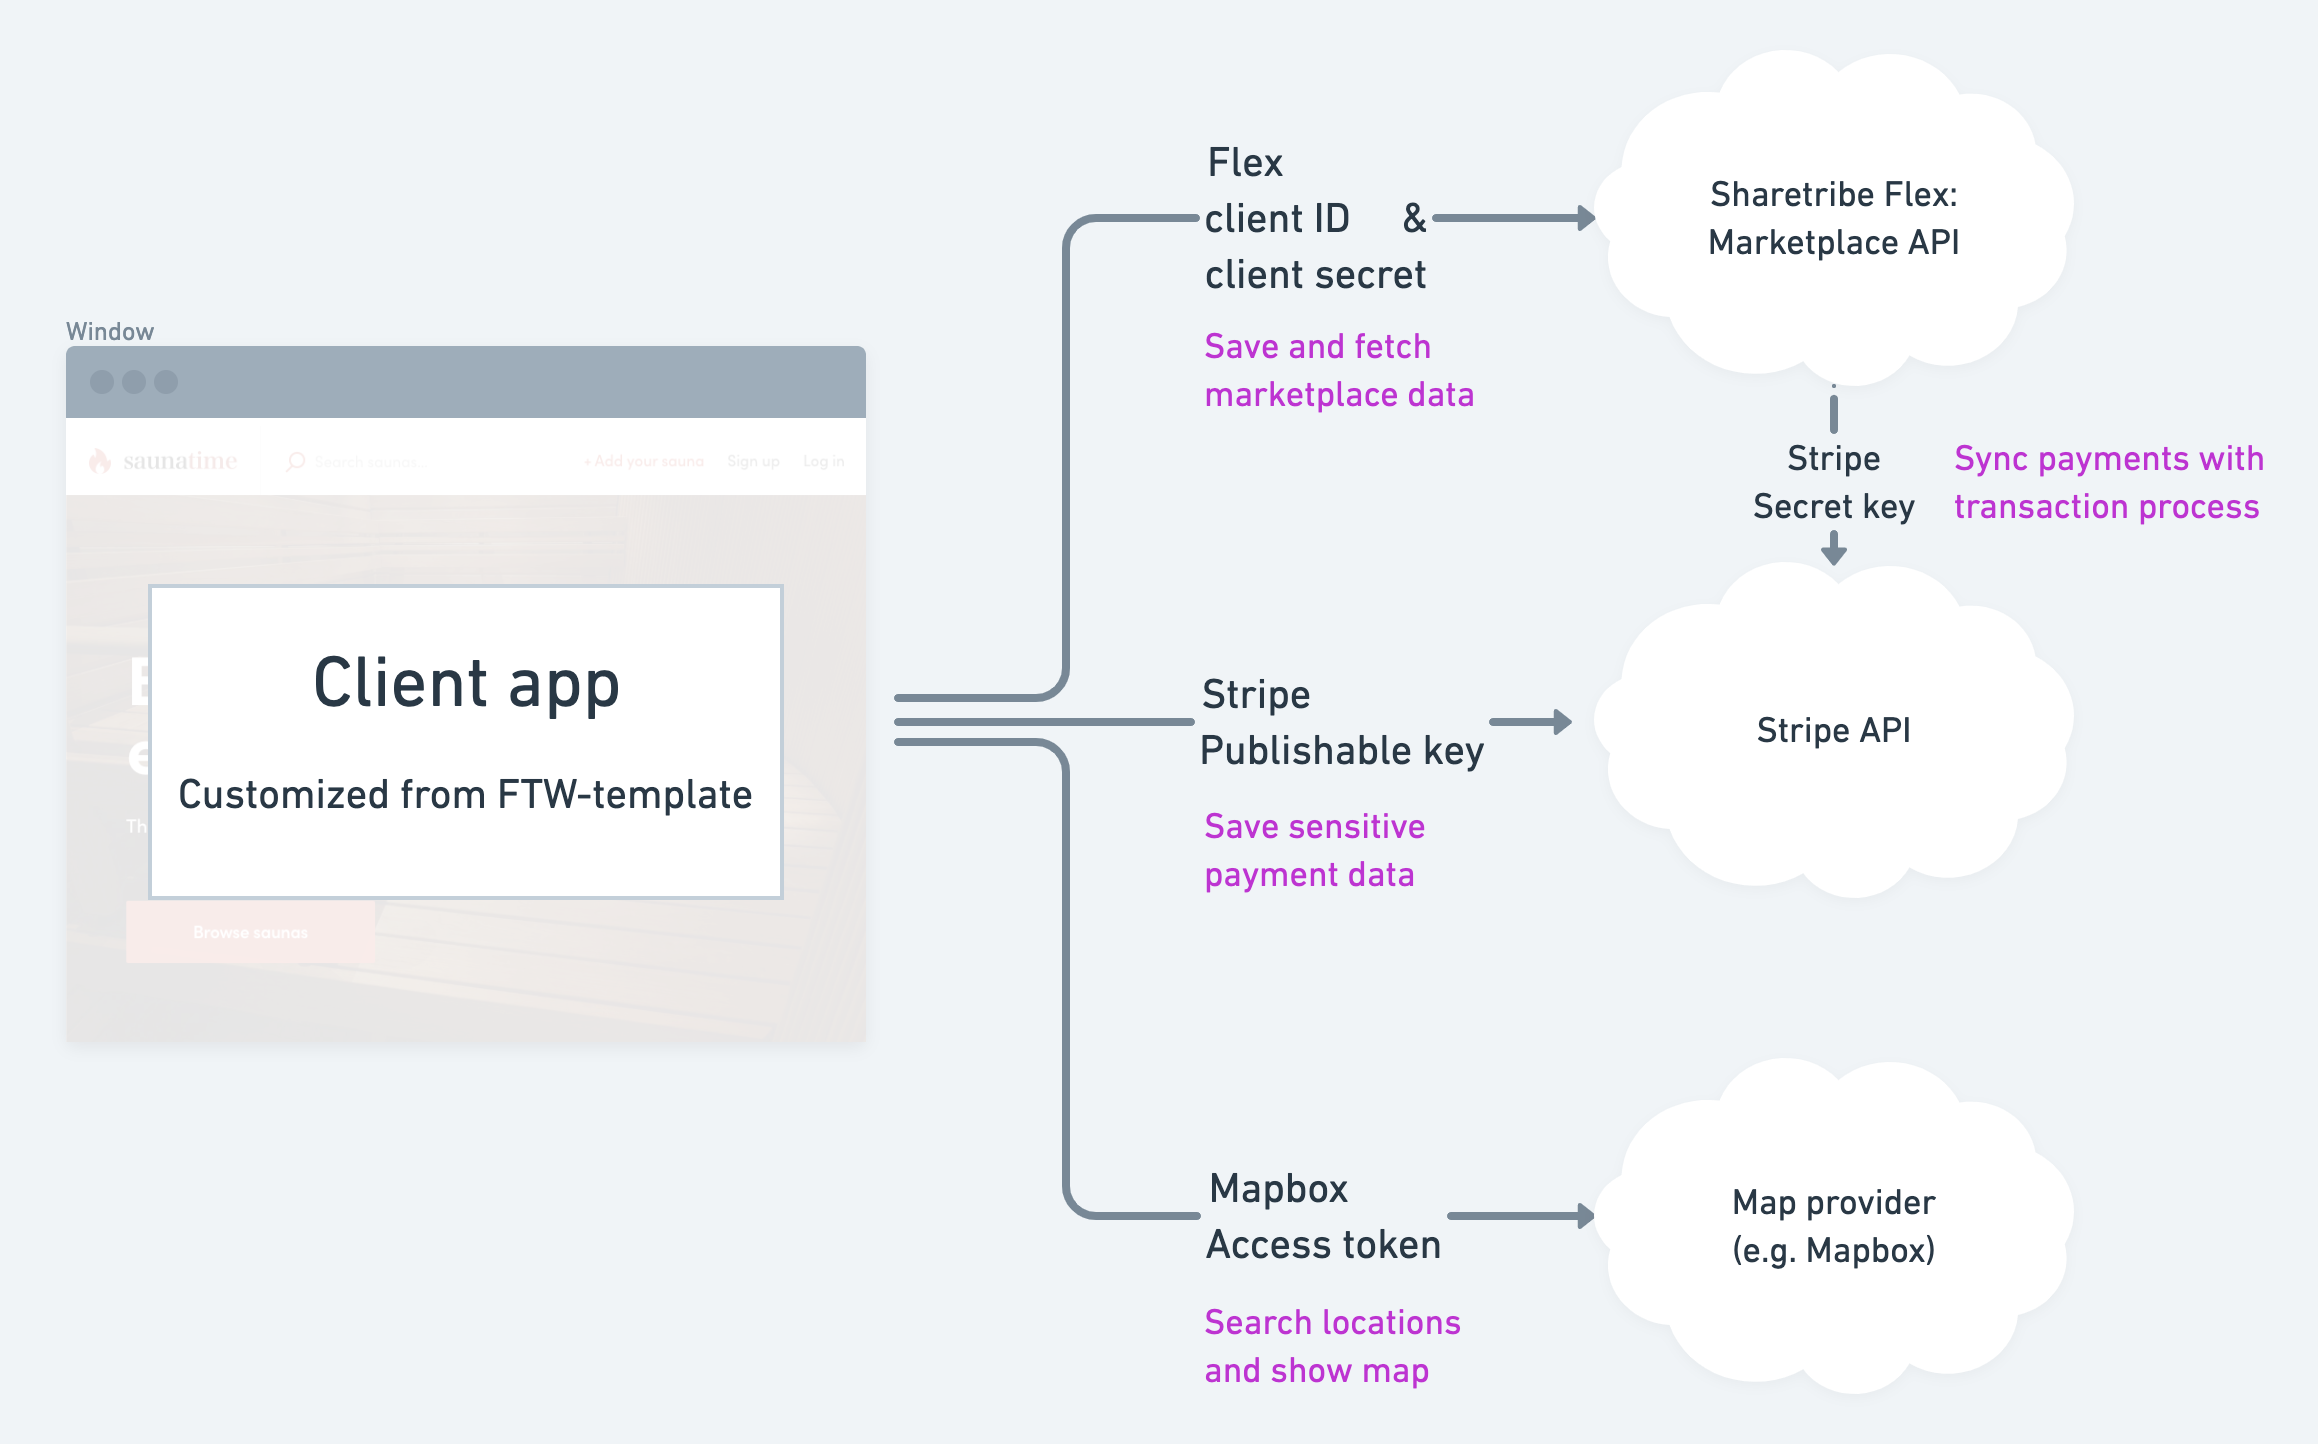 Window
saunatime
Search saunas...
+ Add your sauna
Sign up
Log in
Client app
Customized from FTW-template
Th
Browse saunas
Flex
client ID &
client secret
Save and fetch
marketplace data
Sharetribe Flex:
Marketplace API
Stripe
Secret key
Sync payments with
transaction process
Stripe
Publishable key
Save sensitive
payment data
Stripe API
Mapbox
Access token
Search locations
and show map
Map provider
(e.g. Mapbox)